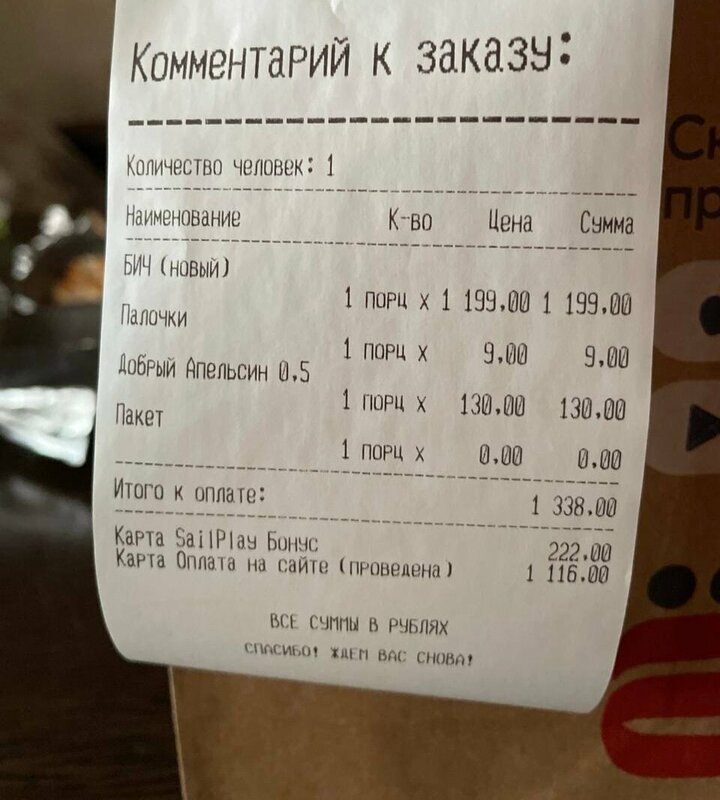 Комментарий к заказу:
Количество человек: 1
Наименование К-во Цена Сумма
БИЧ (новый)
1 порц x 1 199.00 1 199.00
Палочки
1 порц x 9.00 9.00
Добрый Апельсин 0,5
1 порц x 130.00 130.00
Пакет
1 порц x 0.00 0.00
Итого к оплате: 1 338.00
Карта SailPlay Бонус 222.00
Карта Оплата на сайте (проведена) 1 116.00
ВСЕ СУММЫ В РУБЛЯХ
СПАСИБО! ЖДЕМ ВАС СНОВА!